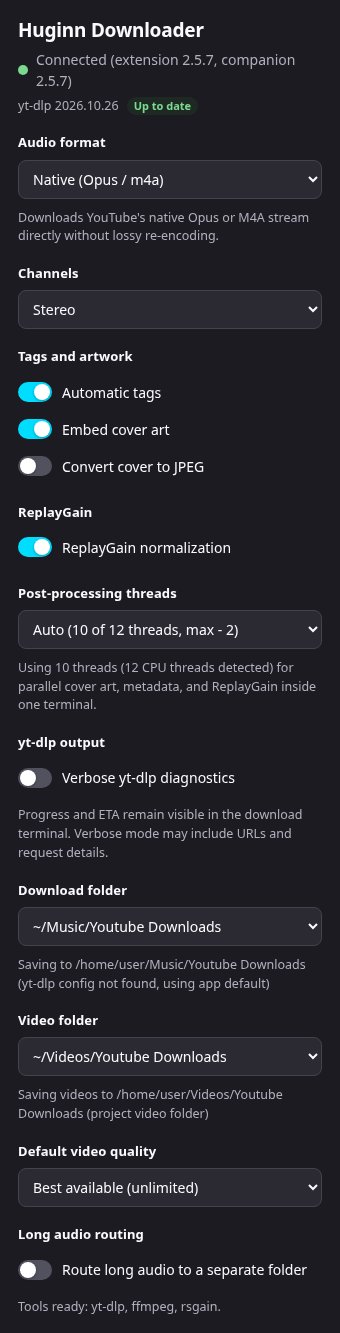 Huginn Downloader
Connected (extension 2.5.7, companion
2.5.7)
yt-dlp 2026.10.26 Up to date
Audio format
Native (Opus / m4a)
Downloads YouTube's native Opus or M4A stream
directly without lossy re-encoding.
Channels
Stereo
Tags and artwork
Automatic tags
Embed cover art
Convert cover to JPEG
ReplayGain
ReplayGain normalization
Post-processing threads
Auto (10 of 12 threads, max - 2)
Using 10 threads (12 CPU threads detected) for
parallel cover art, metadata, and ReplayGain inside
one terminal.
yt-dlp output
Verbose yt-dlp diagnostics
Progress and ETA remain visible in the download
terminal. Verbose mode may include URLs and
request details.
Download folder
~/Music/Youtube Downloads
Saving to /home/user/Music/Youtube Downloads
(yt-dlp config not found, using app default)
Video folder
~/Videos/Youtube Downloads
Saving videos to /home/user/Videos/Youtube
Downloads (project video folder)
Default video quality
Best available (unlimited)
Long audio routing
Route long audio to a separate folder
Tools ready: yt-dlp, ffmpeg, rsgain.